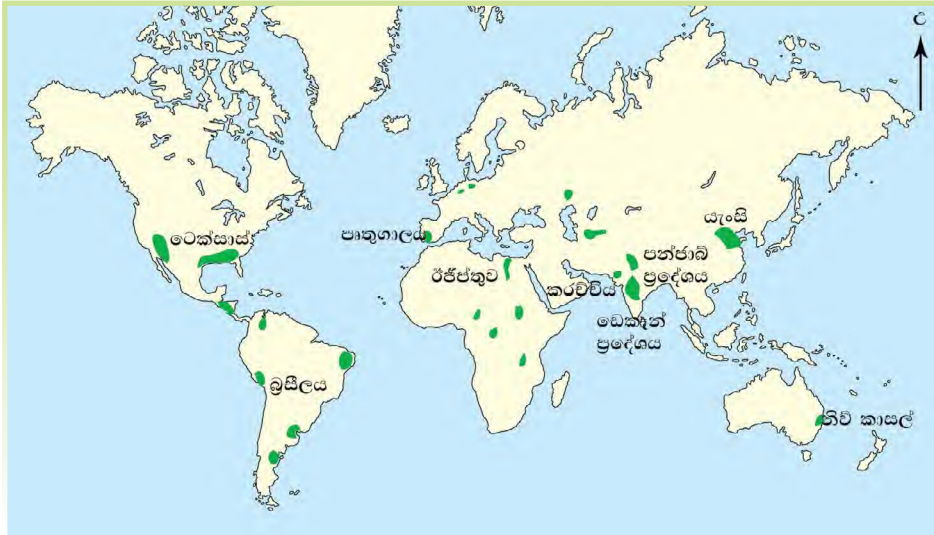 උ
යැංසි
ටෙක්සාස්
පෘතුගාලය
පන්ජාබ්
ප්‍රදේශය
ඊජිප්තුව
කරච්චිය
ඩෙකෑන්
ප්‍රදේශය
බ්‍රසීලය
නිව් කාසල්